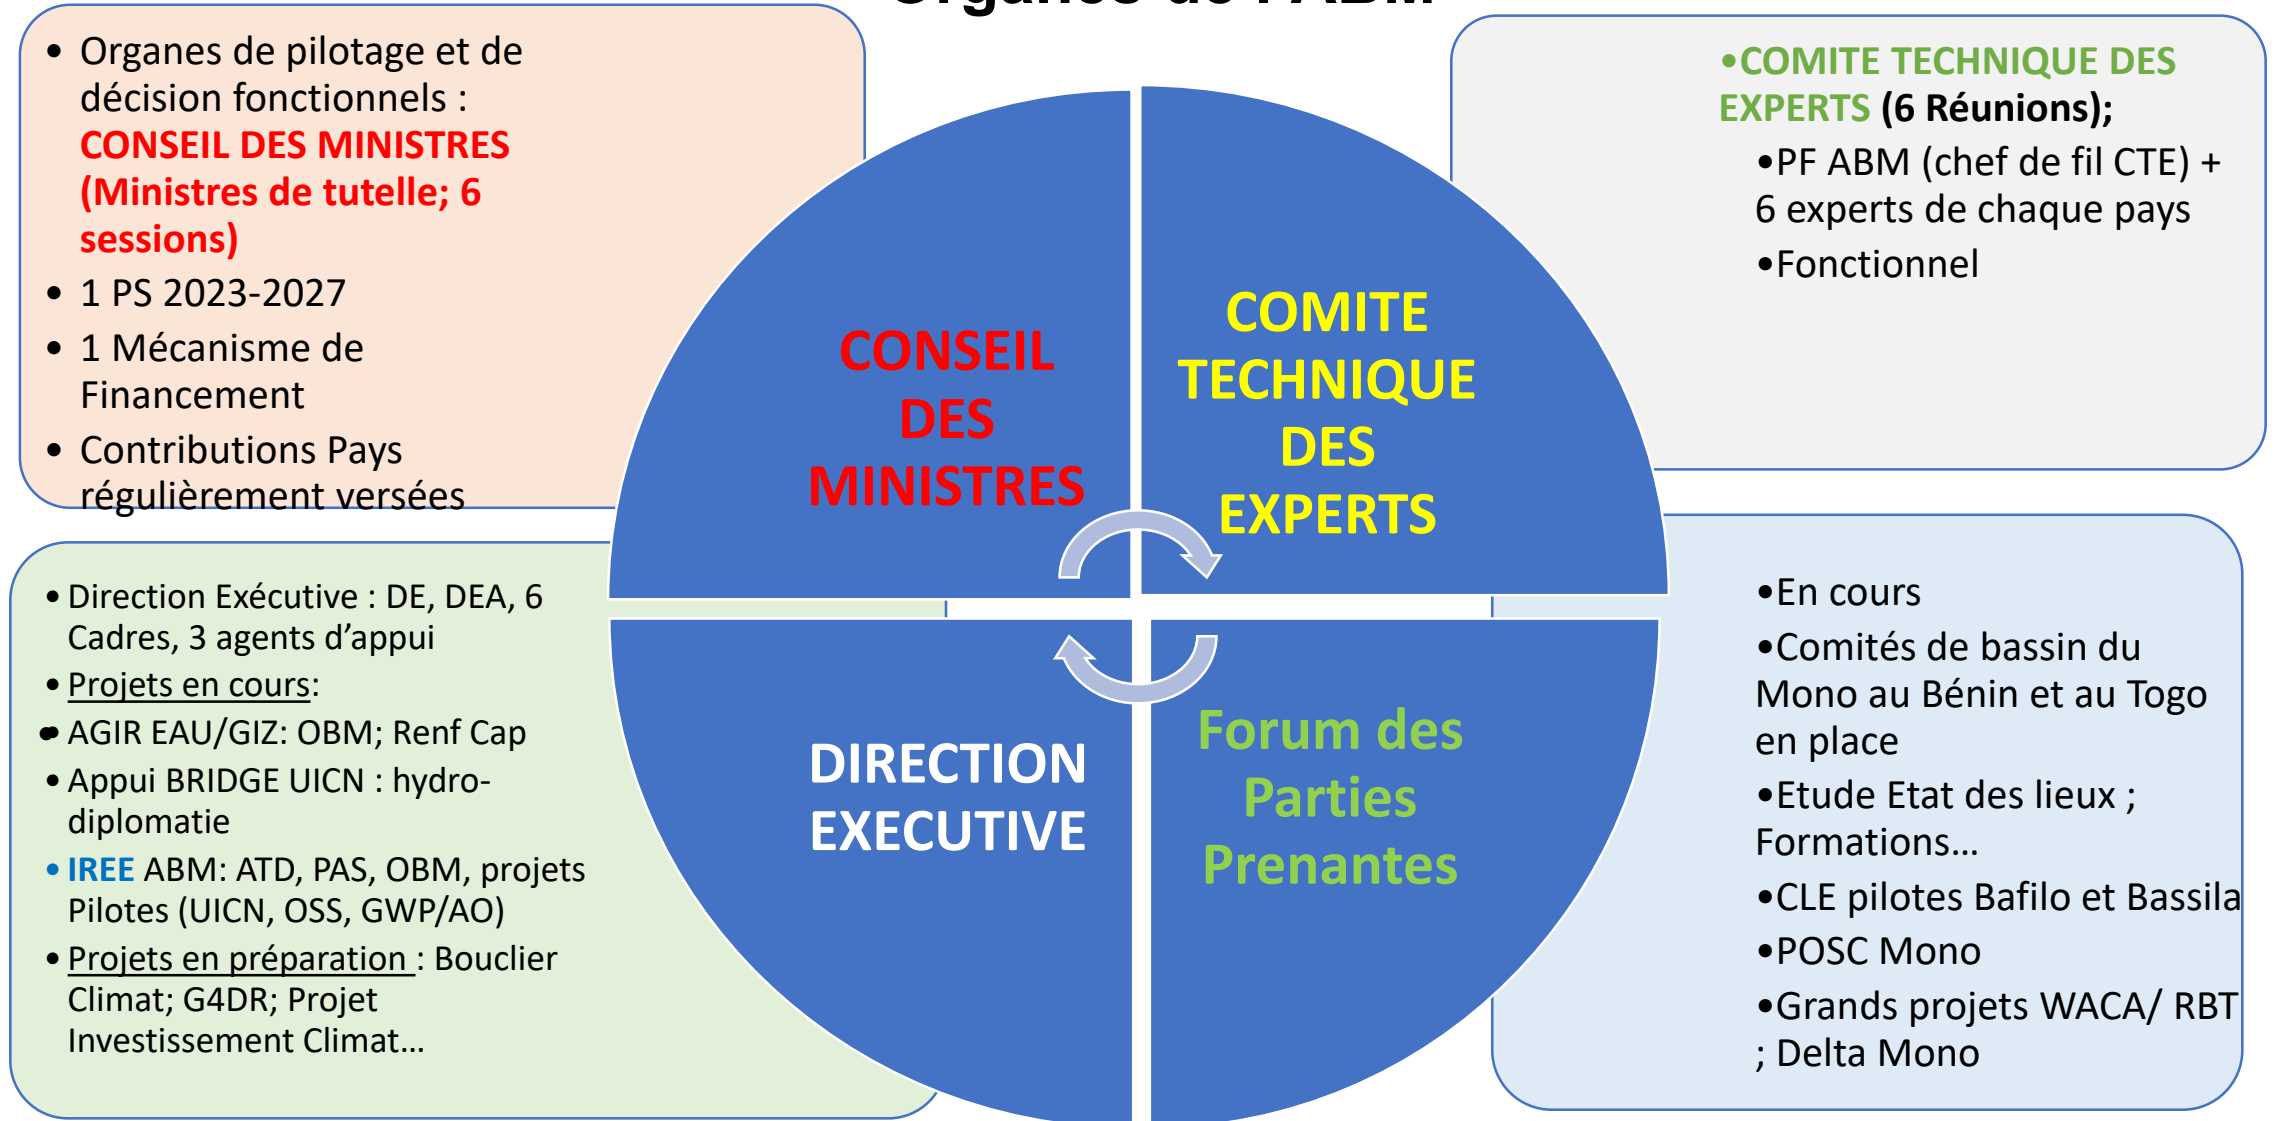 Organes de l'ABM
• Organes de pilotage et de
décision fonctionnels :
CONSEIL DES MINISTRES
(Ministres de tutelle; 6
sessions)
• 1 PS 2023-2027
• 1 Mécanisme de
Financement
• Contributions Pays
régulièrement versées
•COMITE TECHNIQUE DES
EXPERTS (6 Réunions);
•PF ABM (chef de fil CTE) +
6 experts de chaque pays
•Fonctionnel
CONSEIL
DES
MINISTRES
COMITE
TECHNIQUE
DES
EXPERTS
• Direction Exécutive : DE, DEA, 6
Cadres, 3 agents d’appui
• Projets en cours:
• AGIR EAU/GIZ: OBM; Renf Cap
• Appui BRIDGE UICN : hydro-
diplomatie
• IREE ABM: ATD, PAS, OBM, projets
Pilotes (UICN, OSS, GWP/AO)
• Projets en préparation : Bouclier
Climat; G4DR; Projet
Investissement Climat…
DIRECTION
EXECUTIVE
Forum des
Parties
Prenantes
•En cours
•Comités de bassin du
Mono au Bénin et au Togo
en place
•Etude Etat des lieux ;
Formations…
•CLE pilotes Bafilo et Bassila
•POSC Mono
•Grands projets WACA/ RBT
; Delta Mono